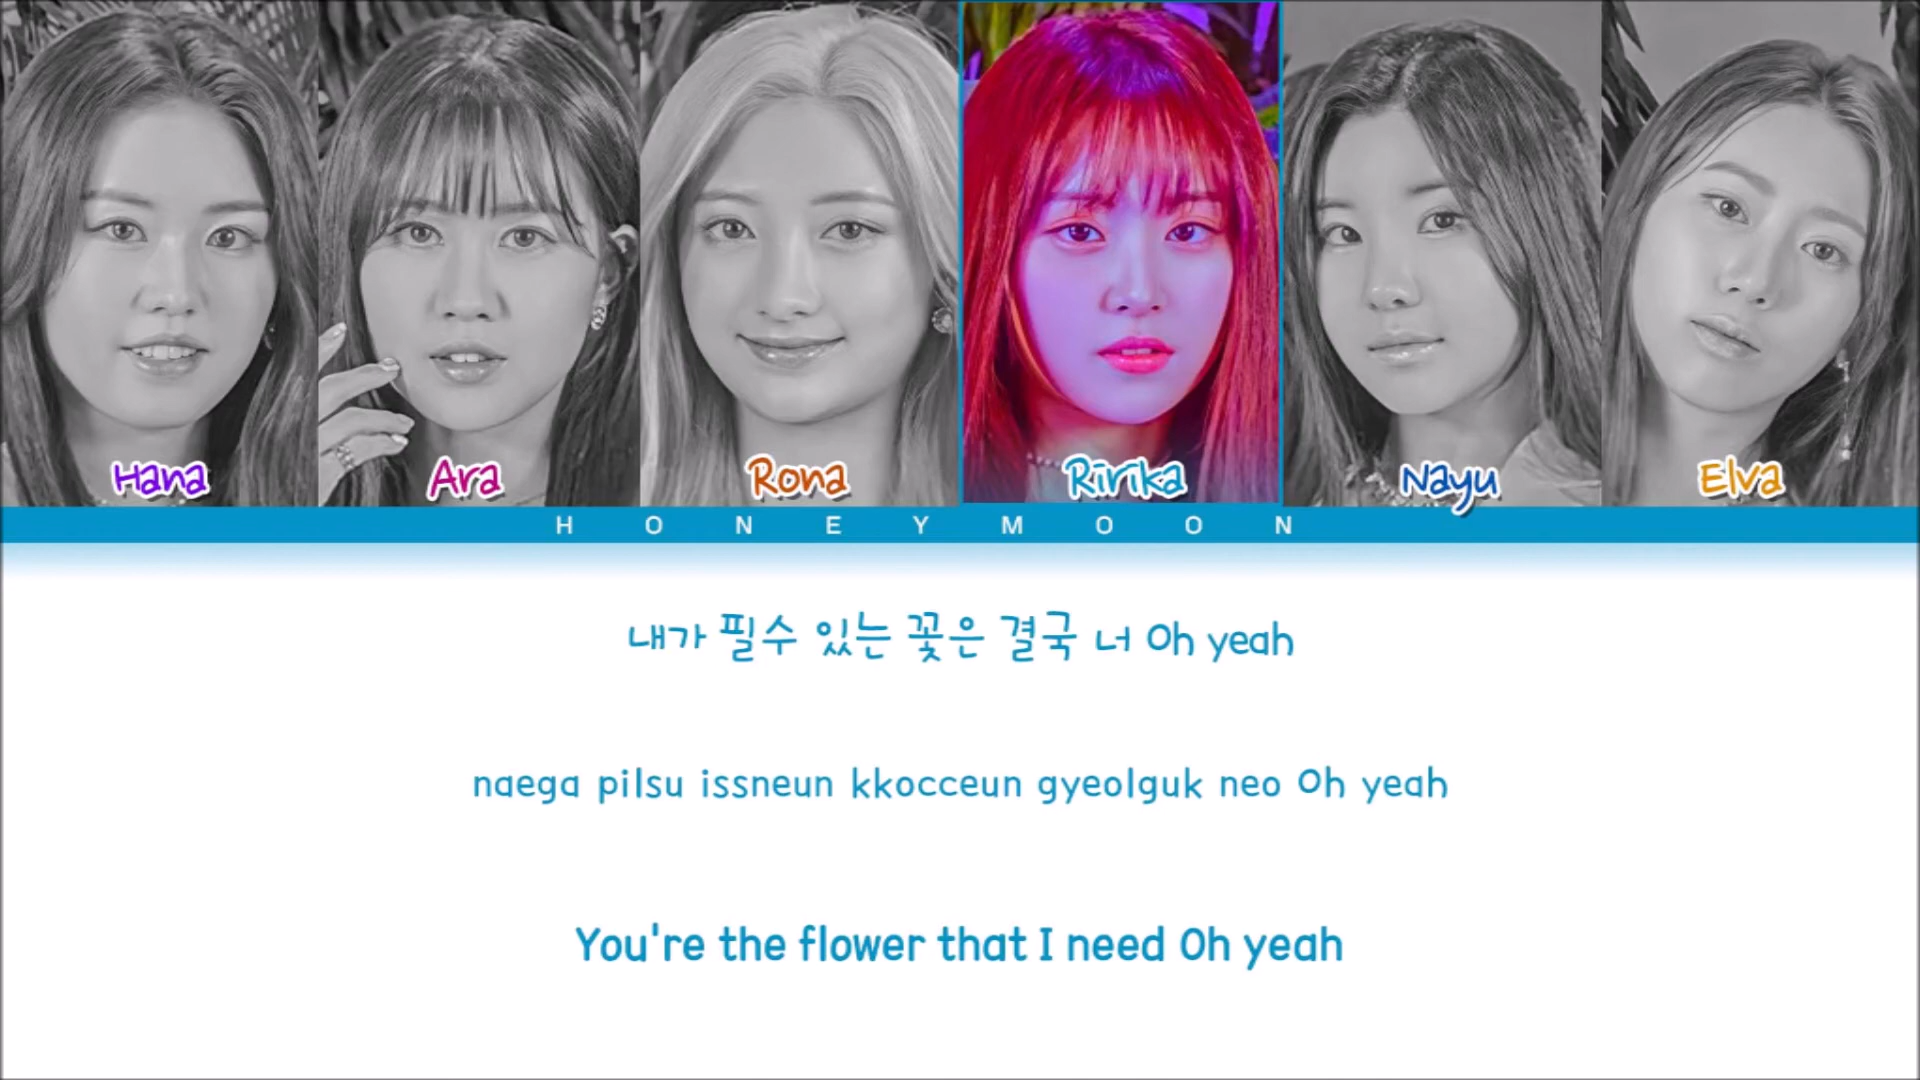 Hana
Ara
Rona
Ririka
Nayu
Elva
HONEYMOON
내가 필수 있는 꽃은 결국 너 Oh yeah
naega pilsu issneun kkocceun gyeolguk neo Oh yeah
You're the flower that I need Oh yeah